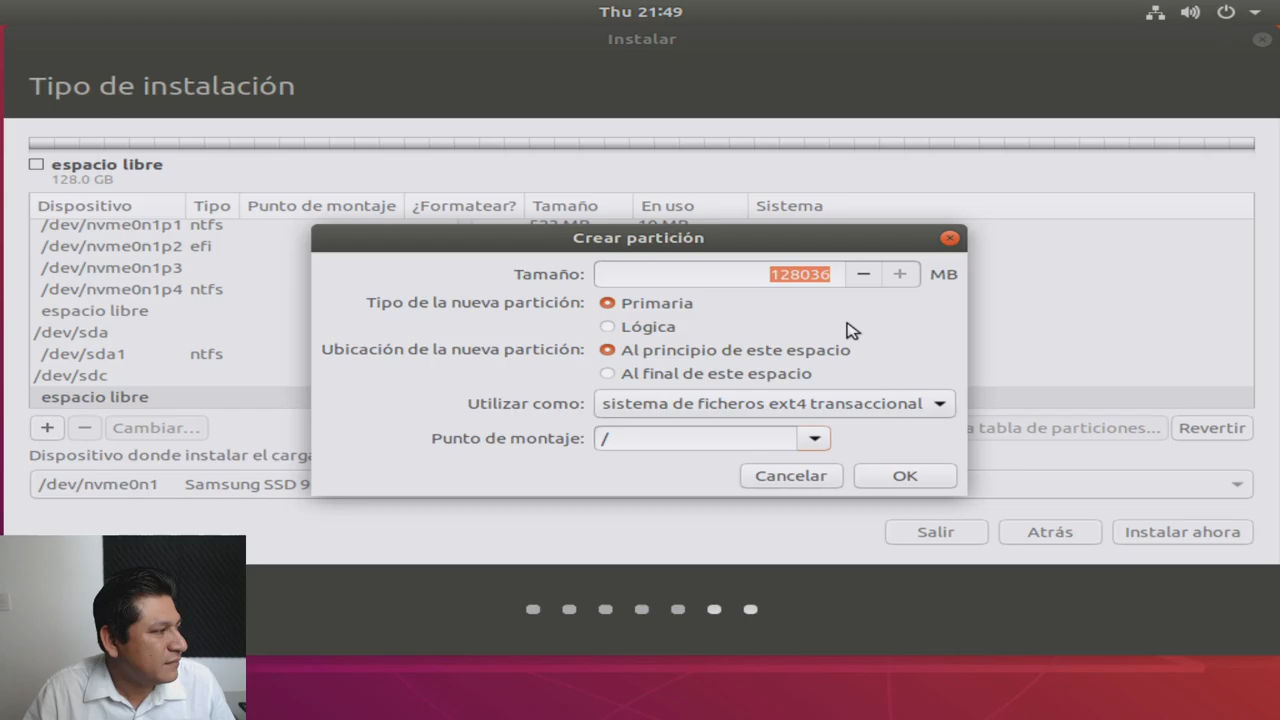 Thu 21:49
Instalar
Tipo de instalación
espacio libre
128.0 GB
Dispositivo Tipo Punto de montaje ¿Formatear? Tamaño En uso Sistema
/dev/nvme0n1p1 ntfs
/dev/nvme0n1p2 efi
/dev/nvme0n1p3
/dev/nvme0n1p4 ntfs
espacio libre
/dev/sda
/dev/sda1 ntfs
/dev/sdc
espacio libre
+ − Cambiar...
a tabla de particiones... Revertir
Dispositivo donde instalar el carga
/dev/nvme0n1 Samsung SSD 9
Salir Atrás Instalar ahora
Crear partición
Tamaño: 128036 − + MB
Tipo de la nueva partición: Primaria
Lógica
Ubicación de la nueva partición: Al principio de este espacio
Al final de este espacio
Utilizar como: sistema de ficheros ext4 transaccional
Punto de montaje: /
Cancelar OK